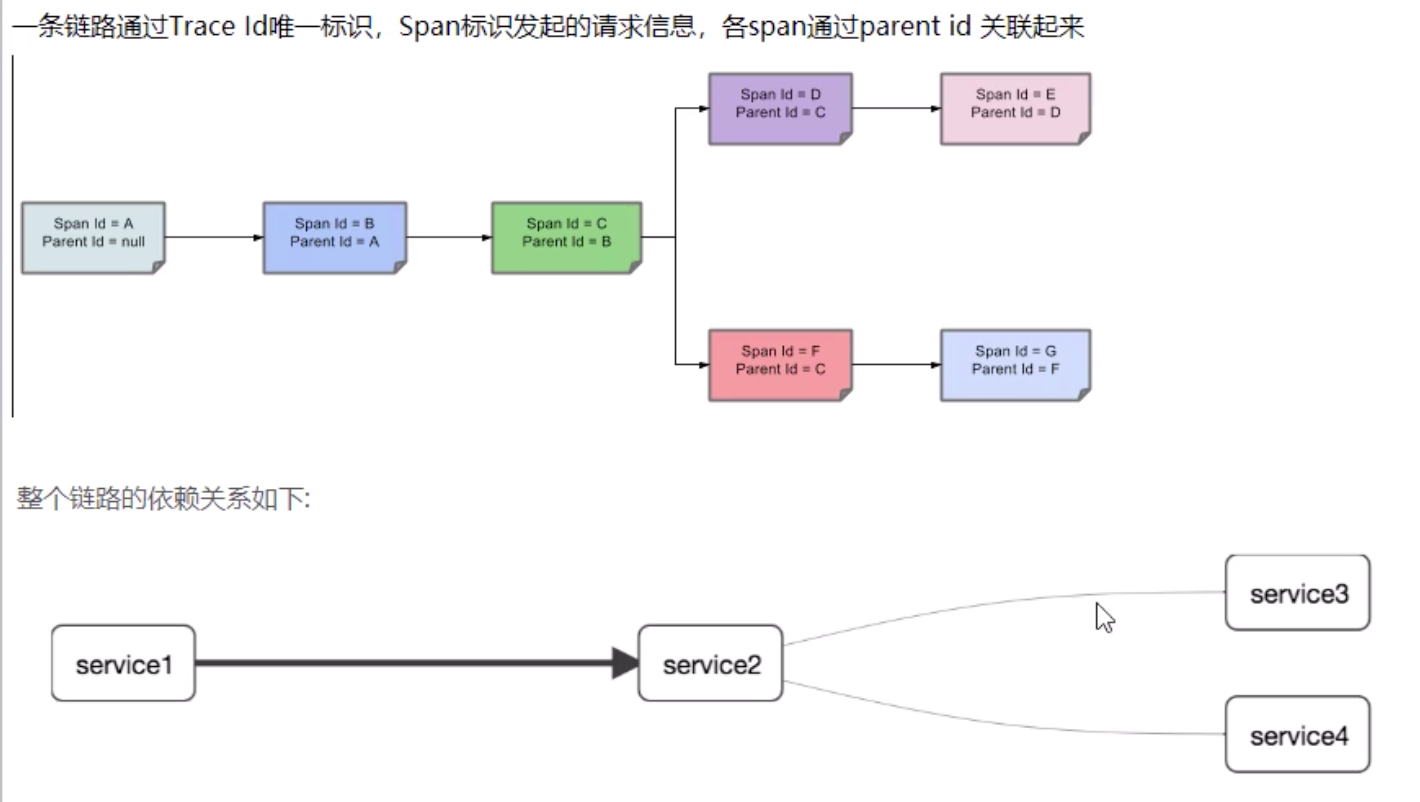 一条链路通过Trace Id唯一标识，Span标识发起的请求信息，各span通过parent id 关联起来
Span Id = D
Parent Id = C
Span Id = E
Parent Id = D
Span Id = A
Parent Id = null
Span Id = B
Parent Id = A
Span Id = C
Parent Id = B
Span Id = F
Parent Id = C
Span Id = G
Parent Id = F
整个链路的依赖关系如下:
service3
service1
service2
service4